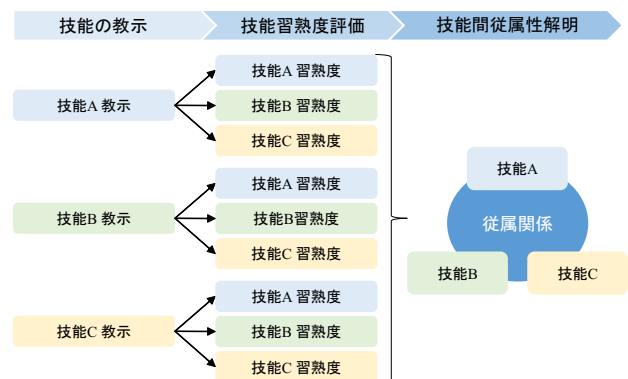 技能の教示
技能習熟度評価
技能間従属性解明
技能A 教示
技能A 習熟度
技能B 習熟度
技能C 習熟度
技能B 教示
技能A 習熟度
技能B習熟度
技能C 習熟度
技能C 教示
技能A 習熟度
技能B 習熟度
技能C 習熟度
技能A
従属関係
技能B
技能C